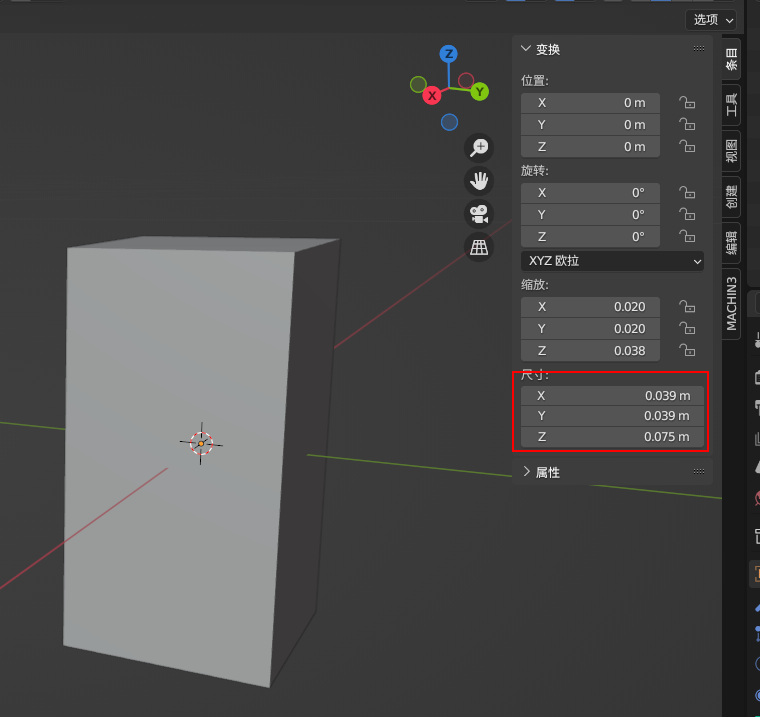 选项
变换
位置:
X 0 m
Y 0 m
Z 0 m
旋转:
X 0°
Y 0°
Z 0°
XYZ 欧拉
缩放:
X 0.020
Y 0.020
Z 0.038
尺寸:
X 0.039 m
Y 0.039 m
Z 0.075 m
属性
条目
工具
视图
创建
编辑
MACHIN3
Z
X
Y